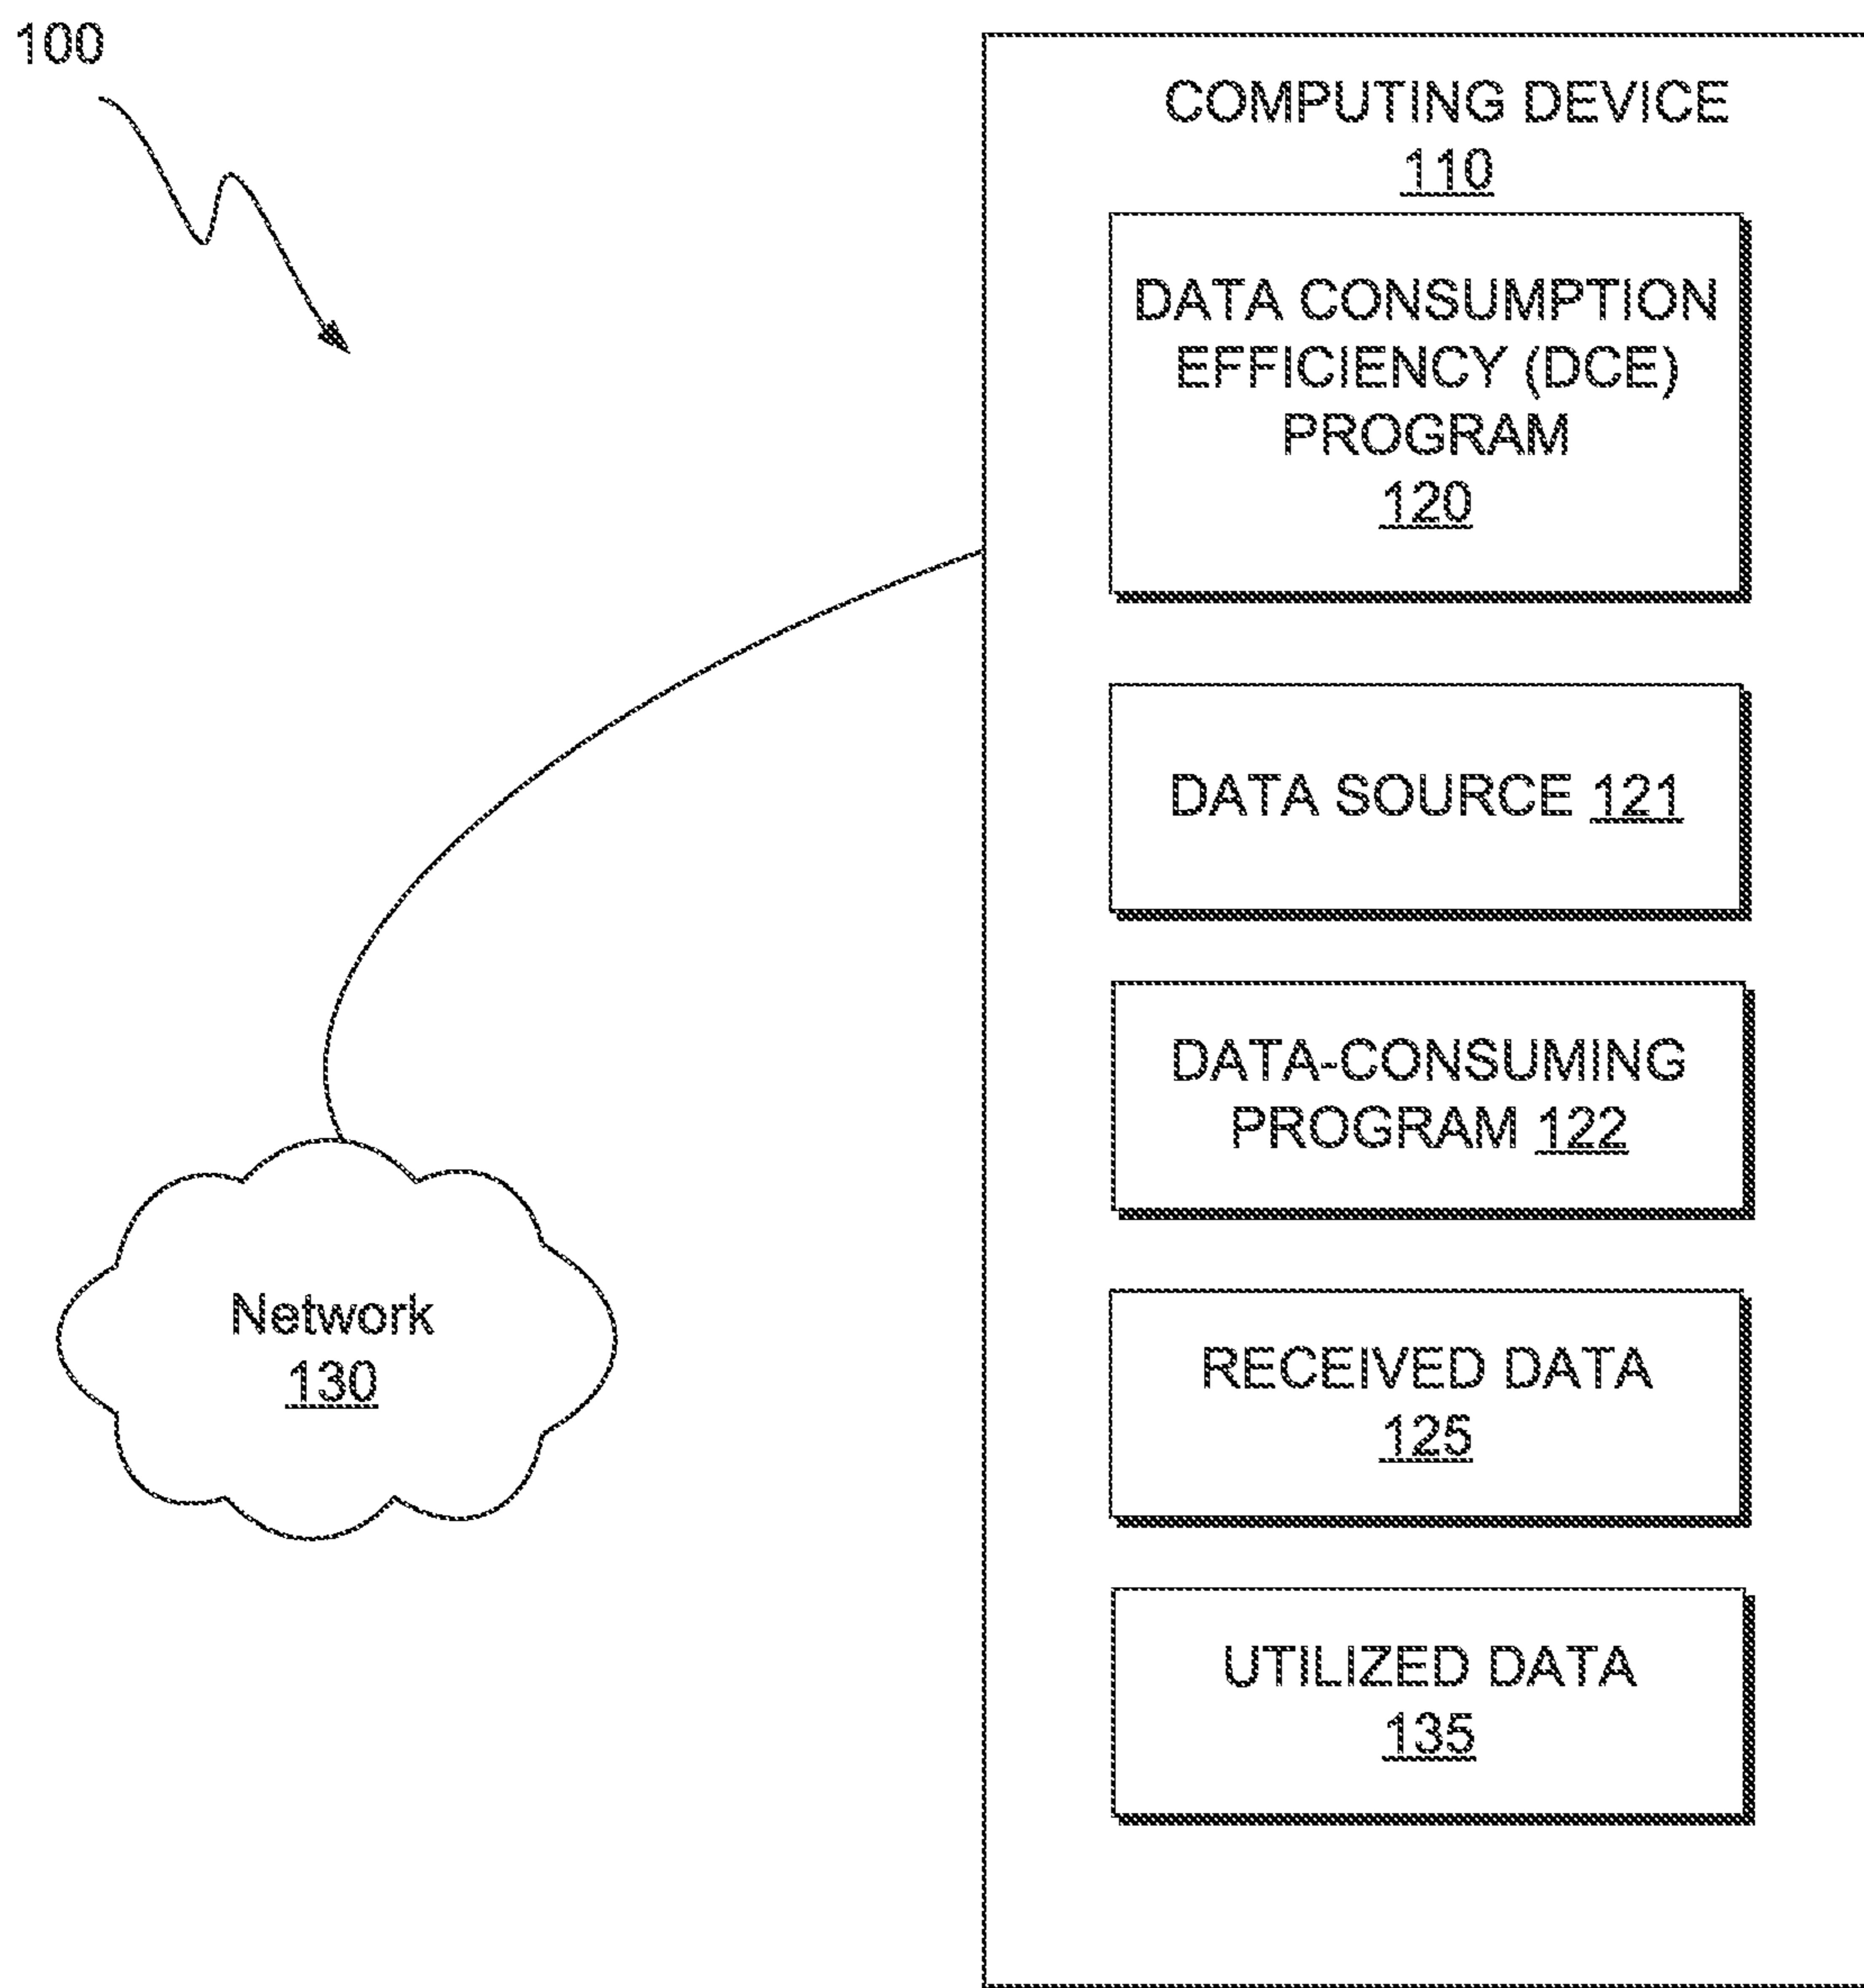 100
COMPUTING DEVICE
110
DATA CONSUMPTION
EFFICIENCY (DCE)
PROGRAM
120
DATA SOURCE 121
DATA-CONSUMING
PROGRAM 122
RECEIVED DATA
125
UTILIZED DATA
135
Network
130